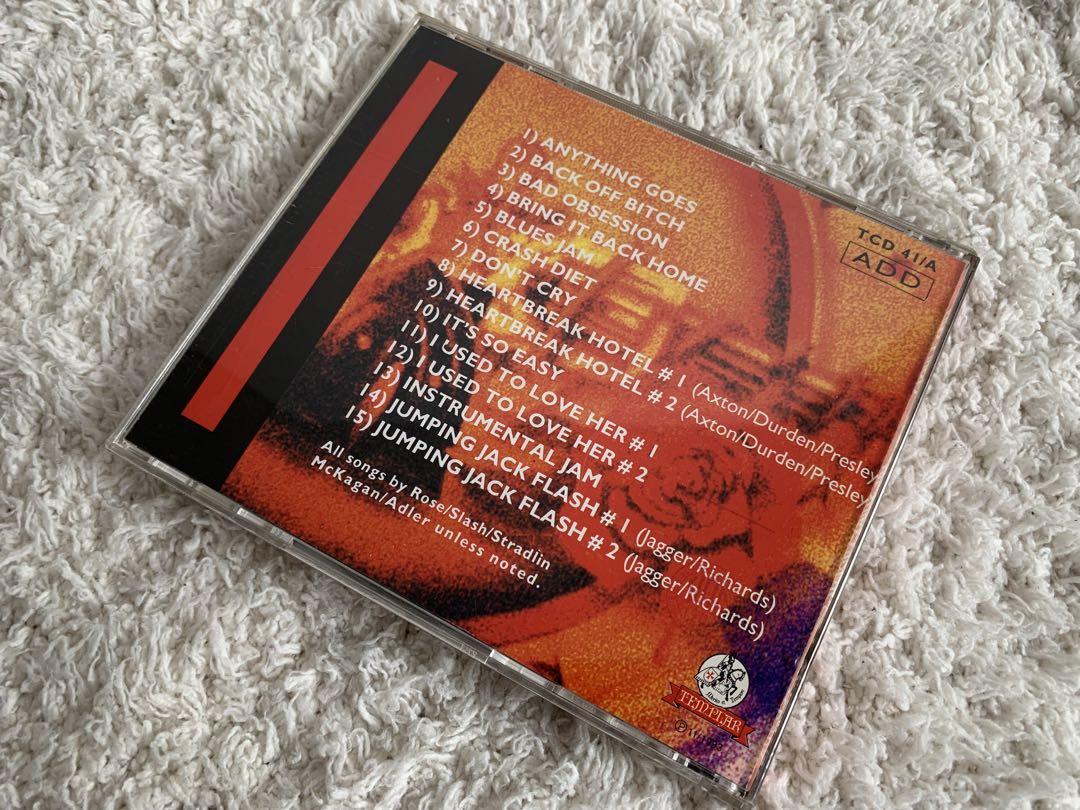 1) ANYTHING GOES
2) BACK OFF BITCH
3) BAD OBSESSION
4) BRING IT BACK HOME
5) BLUES JAM
6) CRASH DIET
7) DON'T CRY
8) HEARTBREAK HOTEL # 1 (Axton/Durden/Presley)
9) HEARTBREAK HOTEL # 2 (Axton/Durden/Presley)
10) IT'S SO EASY
11) I USED TO LOVE HER # 1
12) I USED TO LOVE HER # 2
13) INSTRUMENTAL JAM
14) JUMPING JACK FLASH # 1 (Jagger/Richards)
15) JUMPING JACK FLASH # 2 (Jagger/Richards)
All songs by Rose/Slash/Stradlin
McKagan/Adler unless noted.
TCD 41/A
ADD
TEMPLAR